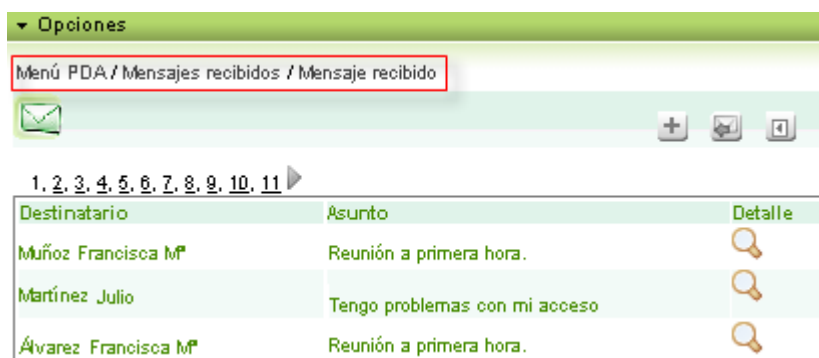 Opciones
Menú PDA / Mensajes recibidos / Mensaje recibido
1, 2, 3, 4, 5, 6, 7, 8, 9, 10, 11
Destinatario Asunto Detalle
Muñoz Francisca Mª Reunión a primera hora.
Martínez Julio Tengo problemas con mi acceso
Álvarez Francisca Mª Reunión a primera hora.